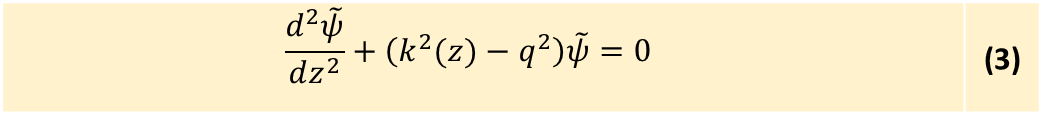 d²ψ̃/dz² + (k²(z) − q²)ψ̃ = 0 (3)